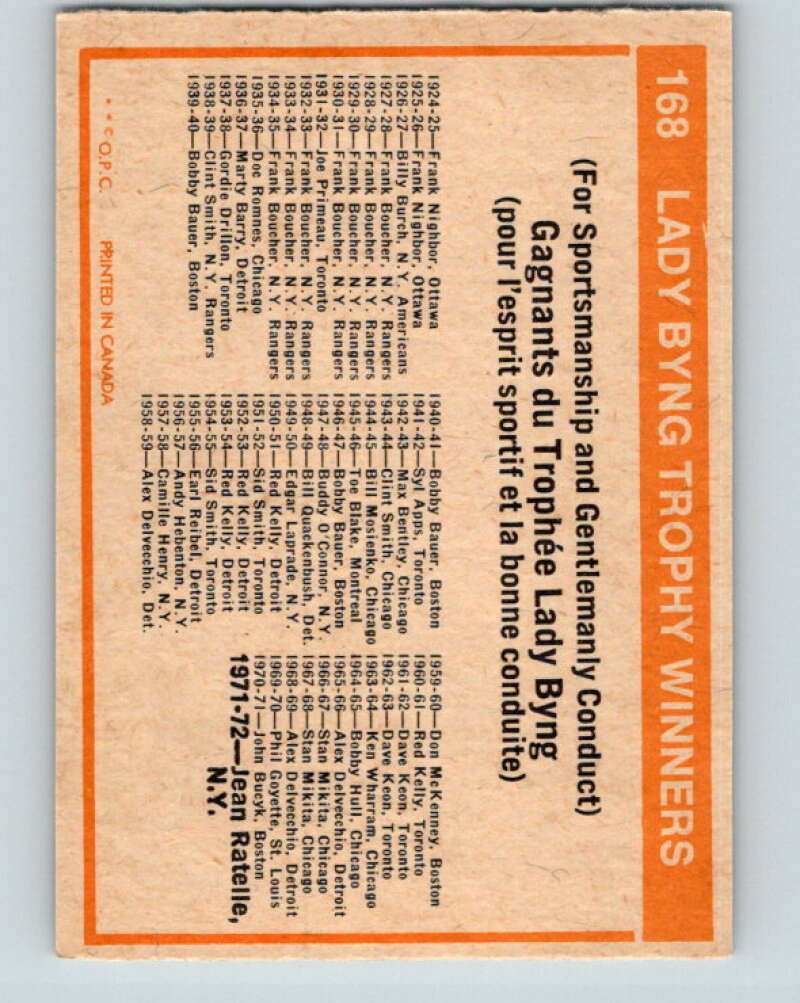 168 LADY BYNG TROPHY WINNERS
(For Sportsmanship and Gentlemanly Conduct)
Gagnants du Trophée Lady Byng
(pour l'esprit sportif et la bonne conduite)
1924-25—Frank Nighbor, Ottawa
1925-26—Frank Nighbor, Ottawa
1926-27—Billy Burch, N.Y. Americans
1927-28—Frank Boucher, N.Y. Rangers
1928-29—Frank Boucher, N.Y. Rangers
1929-30—Frank Boucher, N.Y. Rangers
1930-31—Frank Boucher, N.Y. Rangers
1931-32—Joe Primeau, Toronto
1932-33—Frank Boucher, N.Y. Rangers
1933-34—Frank Boucher, N.Y. Rangers
1934-35—Frank Boucher, N.Y. Rangers
1935-36—Doc Romnes, Chicago
1936-37—Marty Barry, Detroit
1937-38—Gordie Drillon, Toronto
1938-39—Clint Smith, N.Y. Rangers
1939-40—Bobby Bauer, Boston
1940-41—Bobby Bauer, Boston
1941-42—Syl Apps, Toronto
1942-43—Max Bentley, Chicago
1943-44—Clint Smith, Chicago
1944-45—Bill Mosienko, Chicago
1945-46—Toe Blake, Montreal
1946-47—Bobby Bauer, Boston
1947-48—Buddy O'Connor, N.Y.
1948-49—Bill Quackenbush, Det.
1949-50—Edgar Laprade, N.Y.
1950-51—Red Kelly, Detroit
1951-52—Sid Smith, Toronto
1952-53—Red Kelly, Detroit
1953-54—Red Kelly, Detroit
1954-55—Sid Smith, Toronto
1955-56—Earl Reibel, Detroit
1956-57—Andy Hebenton, N.Y.
1957-58—Camille Henry, N.Y.
1958-59—Alex Delvecchio, Det.
1959-60—Don McKenney, Boston
1960-61—Red Kelly, Toronto
1961-62—Dave Keon, Toronto
1962-63—Dave Keon, Toronto
1963-64—Ken Wharram, Chicago
1964-65—Bobby Hull, Chicago
1965-66—Alex Delvecchio, Detroit
1966-67—Stan Mikita, Chicago
1967-68—Stan Mikita, Chicago
1968-69—Alex Delvecchio, Detroit
1969-70—Phil Goyette, St. Louis
1970-71—John Bucyk, Boston
1971-72—Jean Ratelle,
N.Y.
**©O.P.C. PRINTED IN CANADA